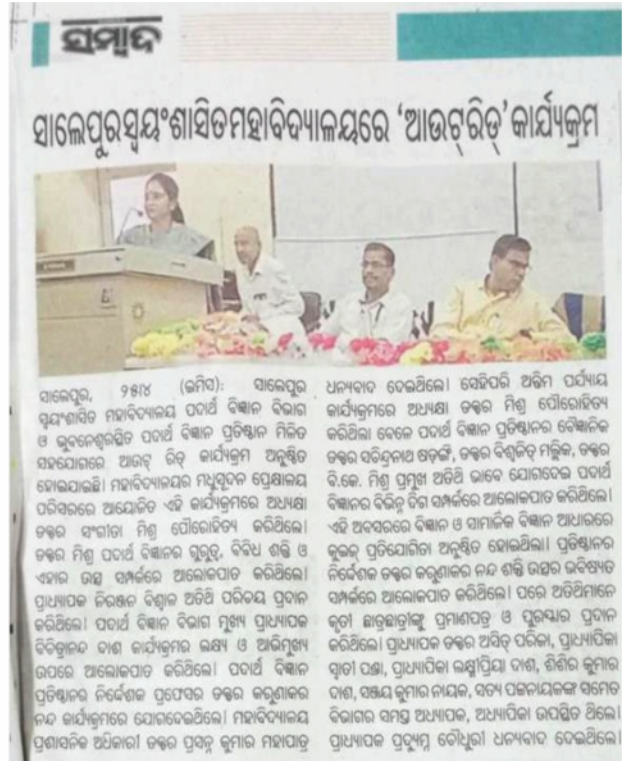 ସମ୍ବାଦ
ସାଲେପୁର ସ୍ୱୟଂଶାସିତ ମହାବିଦ୍ୟାଳୟରେ ‘ଆଉଟ୍‌ରିଚ୍’ କାର୍ଯ୍ୟକ୍ରମ
ସାଲେପୁର, ୨୫।୪ (ଇମିସ): ସାଲେପୁର
ସ୍ୱୟଂଶାସିତ ମହାବିଦ୍ୟାଳୟ ପଦାର୍ଥ ବିଜ୍ଞାନ ବିଭାଗ
ଓ ଭୁବନେଶ୍ୱରସ୍ଥିତ ପଦାର୍ଥ ବିଜ୍ଞାନ ପ୍ରତିଷ୍ଠାନ ମିଳିତ
ସହଯୋଗରେ ଆଉଟ୍ ରିଚ୍ କାର୍ଯ୍ୟକ୍ରମ ଅନୁଷ୍ଠିତ
ହୋଇଯାଇଛି। ମହାବିଦ୍ୟାଳୟର ମଧୁସୂଦନ ପ୍ରେକ୍ଷାଳୟ
ପରିସରରେ ଆୟୋଜିତ ଏହି କାର୍ଯ୍ୟକ୍ରମରେ ଅଧ୍ୟକ୍ଷା
ଡକ୍ଟର ସଂଗୀତା ମିଶ୍ର ପୌରୋହିତ୍ୟ କରିଥିଲେ।
ଡକ୍ଟର ମିଶ୍ର ପଦାର୍ଥ ବିଜ୍ଞାନର ଗୁରୁତ୍ୱ, ବିବିଧ ଶକ୍ତି ଓ
ଏହାର ଉତ୍ସ ସମ୍ପର୍କରେ ଆଲୋକପାତ କରିଥିଲେ।
ପ୍ରାଧ୍ୟାପକ ନିରଞ୍ଜନ ବିଶ୍ୱାଳ ଅତିଥି ପରିଚୟ ପ୍ରଦାନ
କରିଥିଲେ। ପଦାର୍ଥ ବିଜ୍ଞାନ ବିଭାଗ ମୁଖ୍ୟ ପ୍ରାଧ୍ୟାପକ
ବିଚିତ୍ରାନନ୍ଦ ଦାଶ କାର୍ଯ୍ୟକ୍ରମର ଲକ୍ଷ୍ୟ ଓ ଆଭିମୁଖ୍ୟ
ଉପରେ ଆଲୋକପାତ କରିଥିଲେ। ପଦାର୍ଥ ବିଜ୍ଞାନ
ପ୍ରତିଷ୍ଠାନର ନିର୍ଦ୍ଦେଶକ ପ୍ରଫେସର ଡକ୍ଟର କରୁଣାକର
ନନ୍ଦ କାର୍ଯ୍ୟକ୍ରମରେ ଯୋଗଦେଇଥିଲେ। ମହାବିଦ୍ୟାଳୟ
ପ୍ରଶାସନିକ ଅଧିକାରୀ ଡକ୍ଟର ପ୍ରସନ୍ନ କୁମାର ମହାପାତ୍ର
ଧନ୍ୟବାଦ ଦେଇଥିଲେ। ସେହିପରି ଅନ୍ତିମ ପର୍ଯ୍ୟାୟ
କାର୍ଯ୍ୟକ୍ରମରେ ଅଧ୍ୟକ୍ଷା ଡକ୍ଟର ମିଶ୍ର ପୌରୋହିତ୍ୟ
କରିଥିଲା ବେଳେ ପଦାର୍ଥ ବିଜ୍ଞାନ ପ୍ରତିଷ୍ଠାନର ବୈଜ୍ଞାନିକ
ଡକ୍ଟର ସଚ୍ଚିନ୍ଦ୍ରନାଥ ଷଡ଼ଙ୍ଗୀ, ଡକ୍ଟର ବିଶ୍ୱଜିତ୍ ମଲ୍ଲିକ, ଡକ୍ଟର
ବି.କେ. ମିଶ୍ର ପ୍ରମୁଖ ଅତିଥି ଭାବେ ଯୋଗଦେଇ ପଦାର୍ଥ
ବିଜ୍ଞାନର ବିଭିନ୍ନ ଦିଗ ସମ୍ପର୍କରେ ଆଲୋକପାତ କରିଥିଲେ।
ଏହି ଅବସରରେ ବିଜ୍ଞାନ ଓ ସାମାଜିକ ବିଜ୍ଞାନ ଆଧାରରେ
କୁଇଜ୍ ପ୍ରତିଯୋଗିତା ଅନୁଷ୍ଠିତ ହୋଇଥିଲା। ପ୍ରତିଷ୍ଠାନର
ନିର୍ଦ୍ଦେଶକ ଡକ୍ଟର କରୁଣାକର ନନ୍ଦ ଶକ୍ତି ଉତ୍ସର ଭବିଷ୍ୟତ
ସମ୍ପର୍କରେ ଆଲୋକପାତ କରିଥିଲେ। ପରେ ଅତିଥିମାନେ
କୃତୀ ଛାତ୍ରଛାତ୍ରୀଙ୍କୁ ପ୍ରମାଣପତ୍ର ଓ ପୁରସ୍କାର ପ୍ରଦାନ
କରିଥିଲେ। ପ୍ରାଧ୍ୟାପକ ଡକ୍ଟର ଅସିତ୍ ପରିଜା, ପ୍ରାଧ୍ୟାପିକା
ସ୍ୱାତୀ ପଣ୍ଡା, ପ୍ରାଧ୍ୟାପିକା ଲକ୍ଷ୍ମୀପ୍ରିୟା ଦାଶ, ଶିଶିର କୁମାର
ଦାଶ, ସଞ୍ଜୟ କୁମାର ନାୟକ, ସତ୍ୟ ପଟ୍ଟନାୟକଙ୍କ ସମେତ
ବିଭାଗର ସମସ୍ତ ଅଧ୍ୟାପକ, ଅଧ୍ୟାପିକା ଉପସ୍ଥିତ ଥିଲେ।
ପ୍ରାଧ୍ୟାପକ ପ୍ରଦ୍ୟୁମ୍ନ ଚୌଧୁରୀ ଧନ୍ୟବାଦ ଦେଇଥିଲେ।